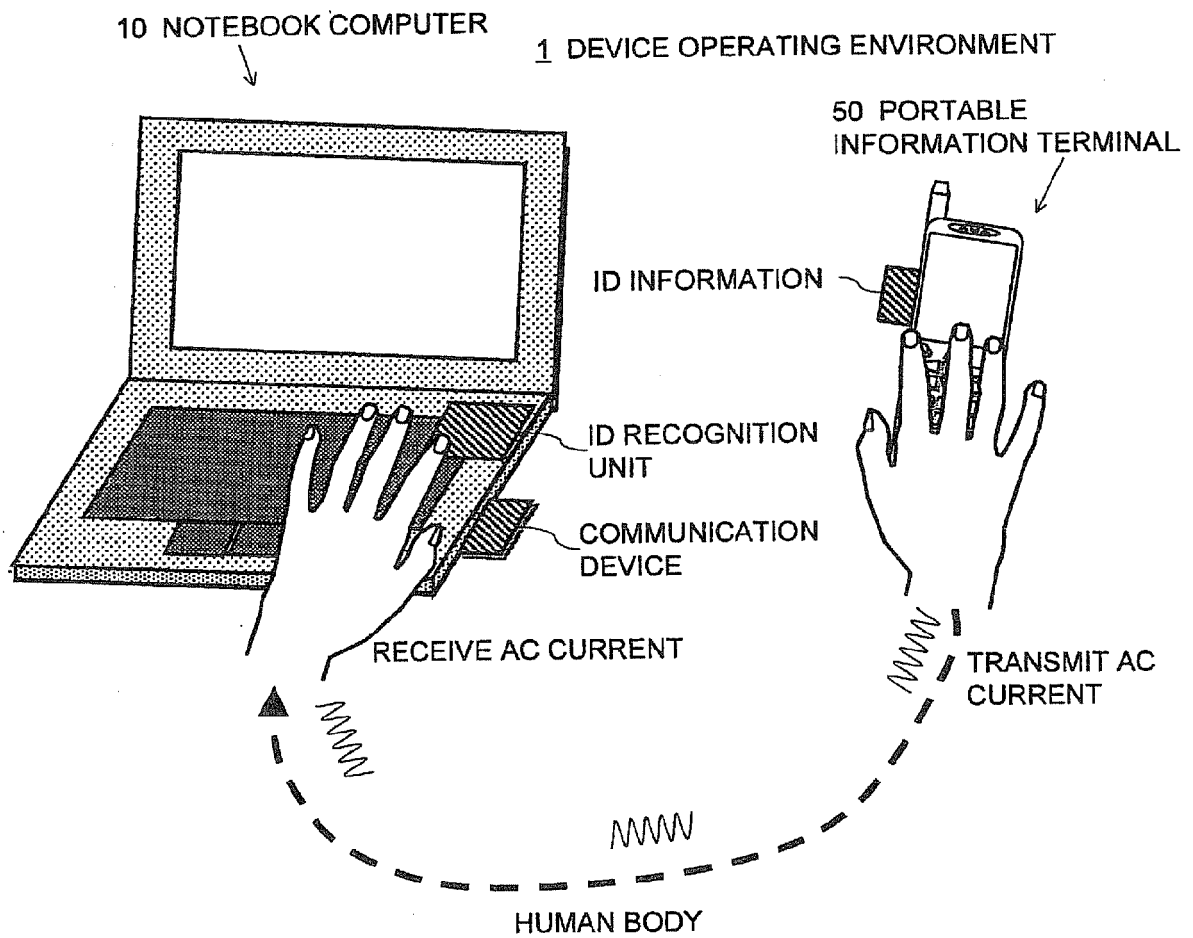 10 NOTEBOOK COMPUTER
1 DEVICE OPERATING ENVIRONMENT
50 PORTABLE
INFORMATION TERMINAL
ID INFORMATION
ID RECOGNITION
UNIT
COMMUNICATION
DEVICE
RECEIVE AC CURRENT
TRANSMIT AC
CURRENT
HUMAN BODY